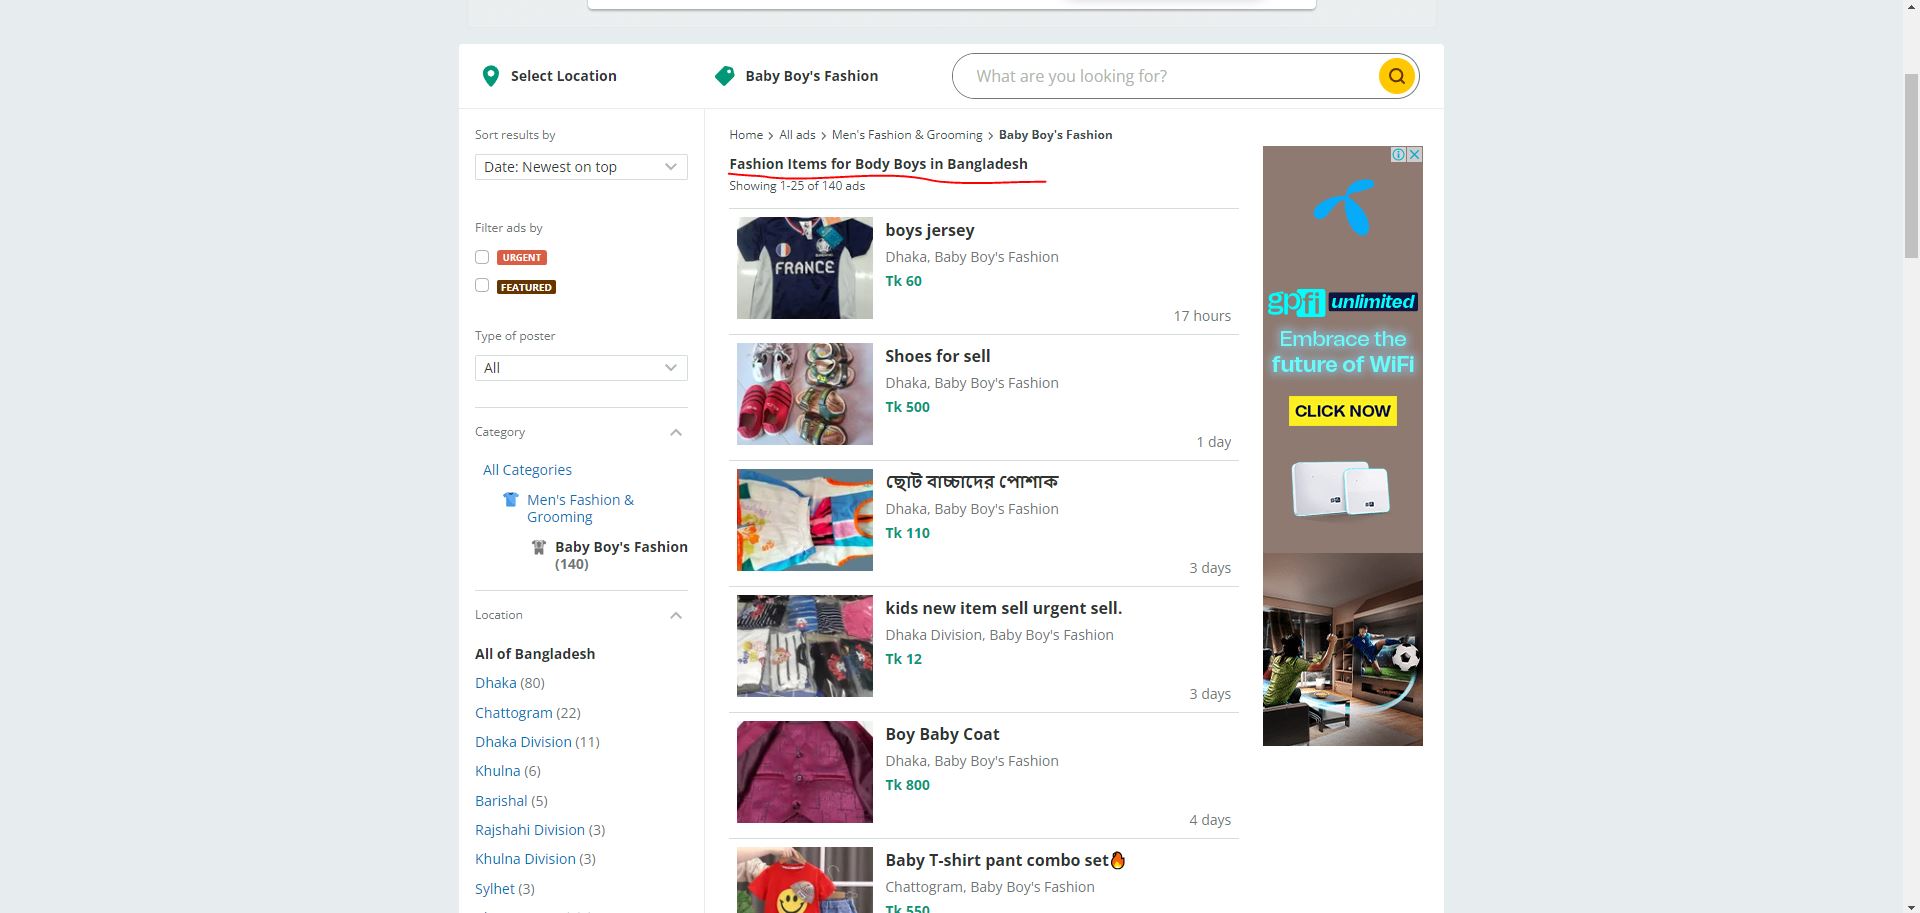 Select Location
Baby Boy's Fashion
What are you looking for?
Sort results by
Date: Newest on top
Filter ads by
URGENT
FEATURED
Type of poster
All
Category
All Categories
Men's Fashion &
Grooming
Baby Boy's Fashion
(140)
Location
All of Bangladesh
Dhaka (80)
Chattogram (22)
Dhaka Division (11)
Khulna (6)
Barishal (5)
Rajshahi Division (3)
Khulna Division (3)
Sylhet (3)
Home > All ads > Men's Fashion & Grooming > Baby Boy's Fashion
Fashion Items for Body Boys in Bangladesh
Showing 1-25 of 140 ads
FRANCE
boys jersey
Dhaka, Baby Boy's Fashion
Tk 60
17 hours
Shoes for sell
Dhaka, Baby Boy's Fashion
Tk 500
1 day
ছোট বাচ্চাদের পোশাক
Dhaka, Baby Boy's Fashion
Tk 110
3 days
kids new item sell urgent sell.
Dhaka Division, Baby Boy's Fashion
Tk 12
3 days
Boy Baby Coat
Dhaka, Baby Boy's Fashion
Tk 800
4 days
Baby T-shirt pant combo set🔥
Chattogram, Baby Boy's Fashion
Tk 550
gpfi unlimited
Embrace the
future of WiFi
CLICK NOW